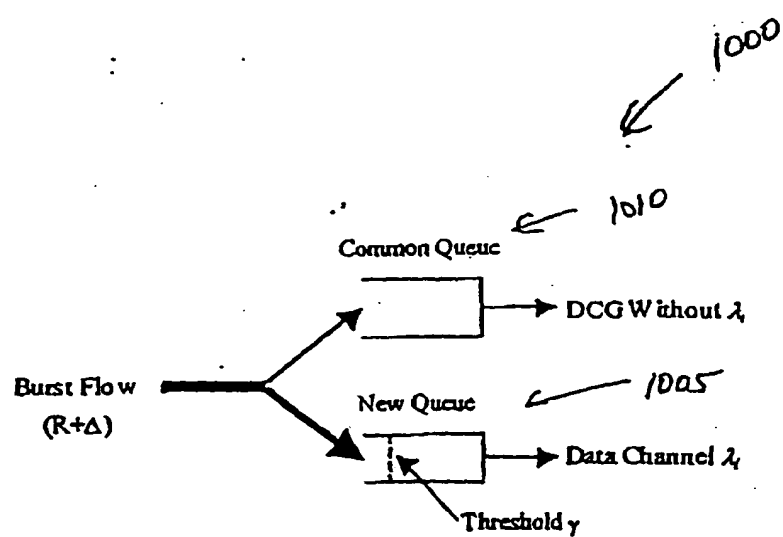 1000
1010
Common Queue
DCG Without λi
Burst Flow
(R+Δ)
New Queue
1005
Data Channel λi
Threshold γ